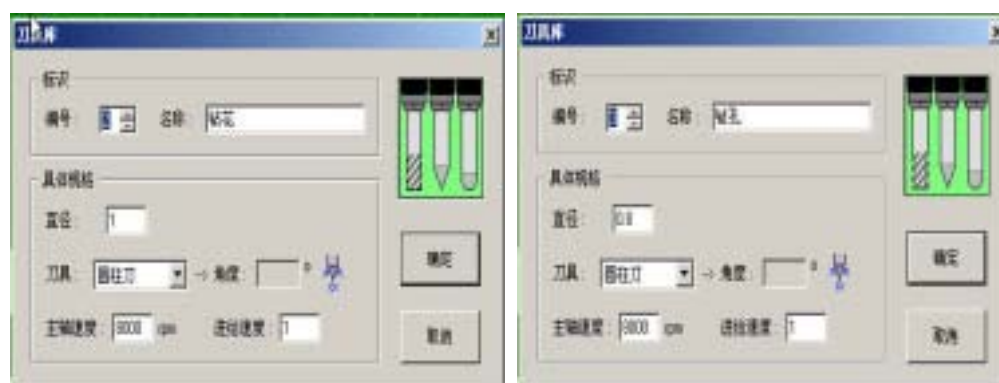 刀具库
标识
编号: 名称: 钻花
具体规格
直径: 1
刀具: 圆柱刀 -> 角度: °
确定
主轴速度: rpm 进给速度: 1
取消
刀具库
标识
编号: 名称: 钻孔
具体规格
直径: 0.8
刀具: 圆柱刀 -> 角度: °
确定
主轴速度: rpm 进给速度: 1
取消